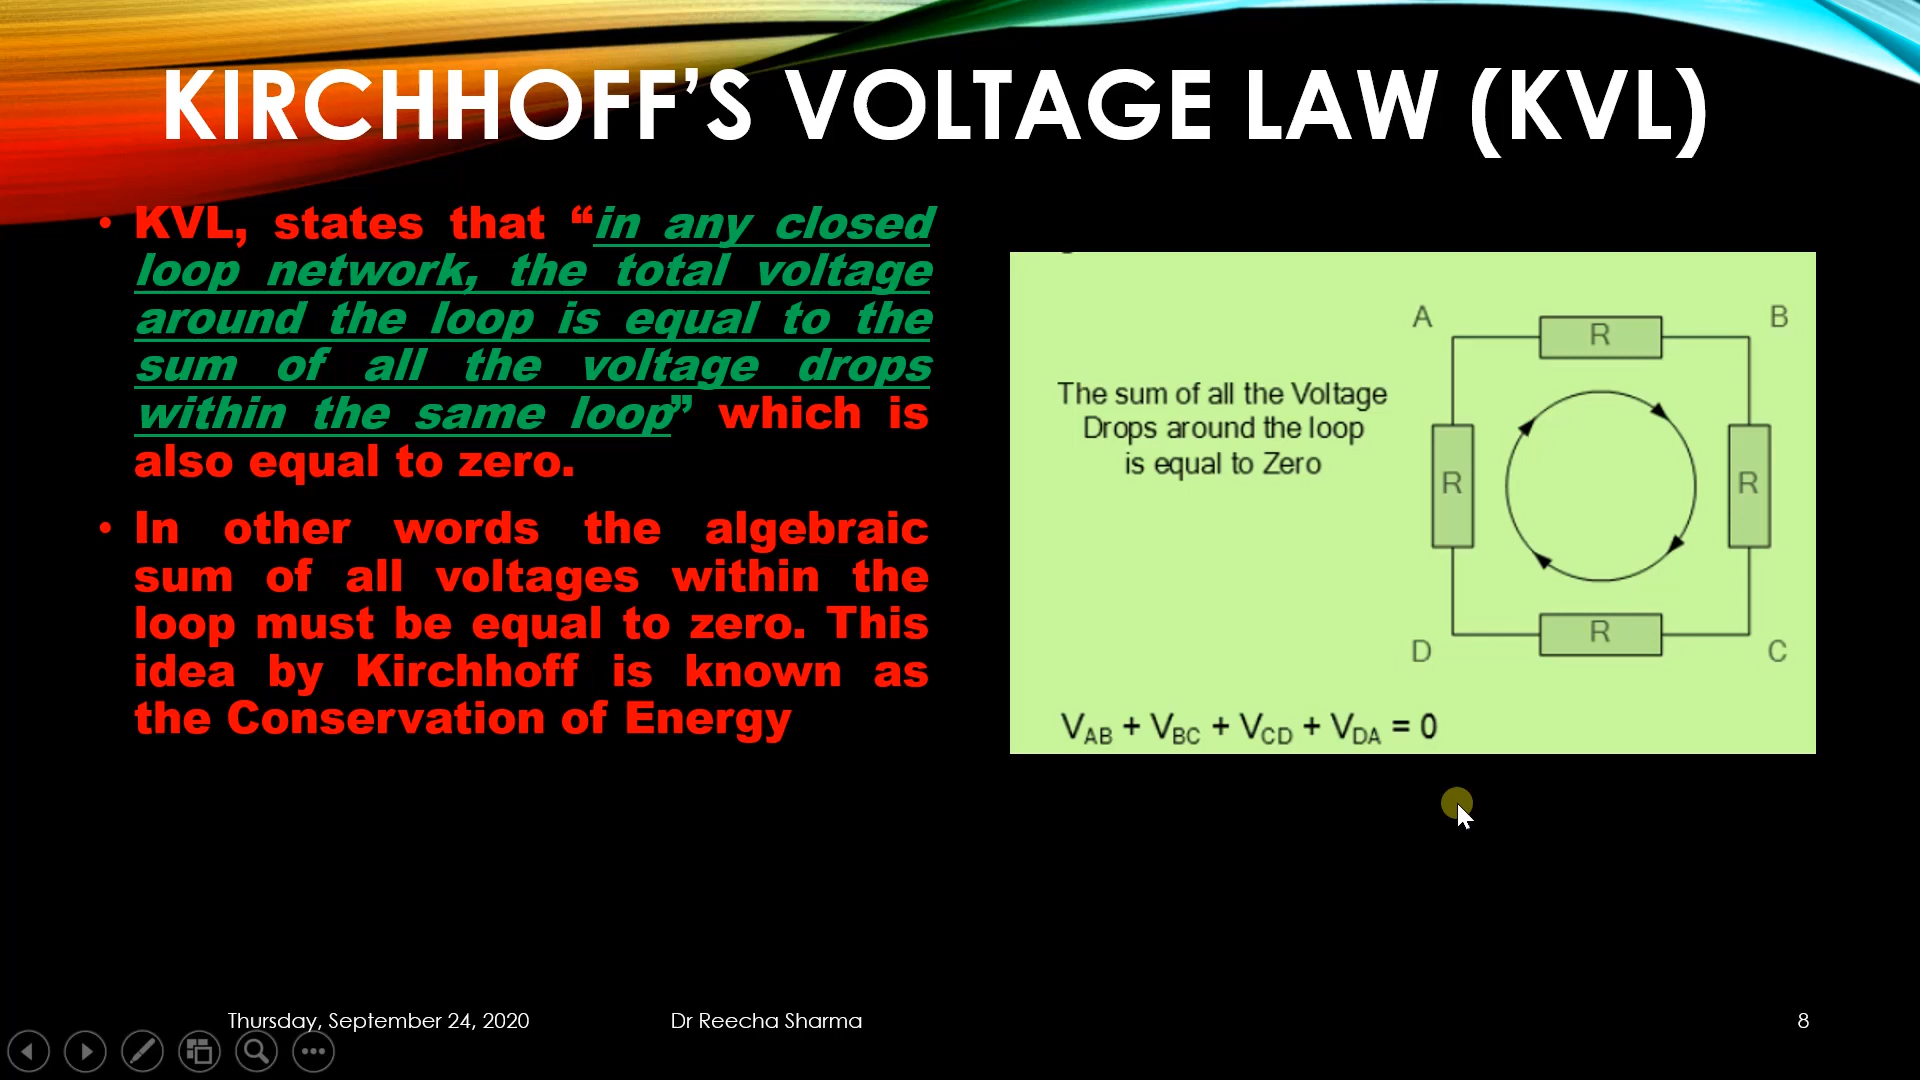 KIRCHHOFF’S VOLTAGE LAW (KVL)
• KVL, states that “in any closed
loop network, the total voltage
around the loop is equal to the
sum of all the voltage drops
within the same loop” which is
also equal to zero.
• In other words the algebraic
sum of all voltages within the
loop must be equal to zero. This
idea by Kirchhoff is known as
the Conservation of Energy
The sum of all the Voltage
Drops around the loop
is equal to Zero
A
R
B
R
R
D
R
C
V_AB + V_BC + V_CD + V_DA = 0
Thursday, September 24, 2020
Dr Reecha Sharma
8